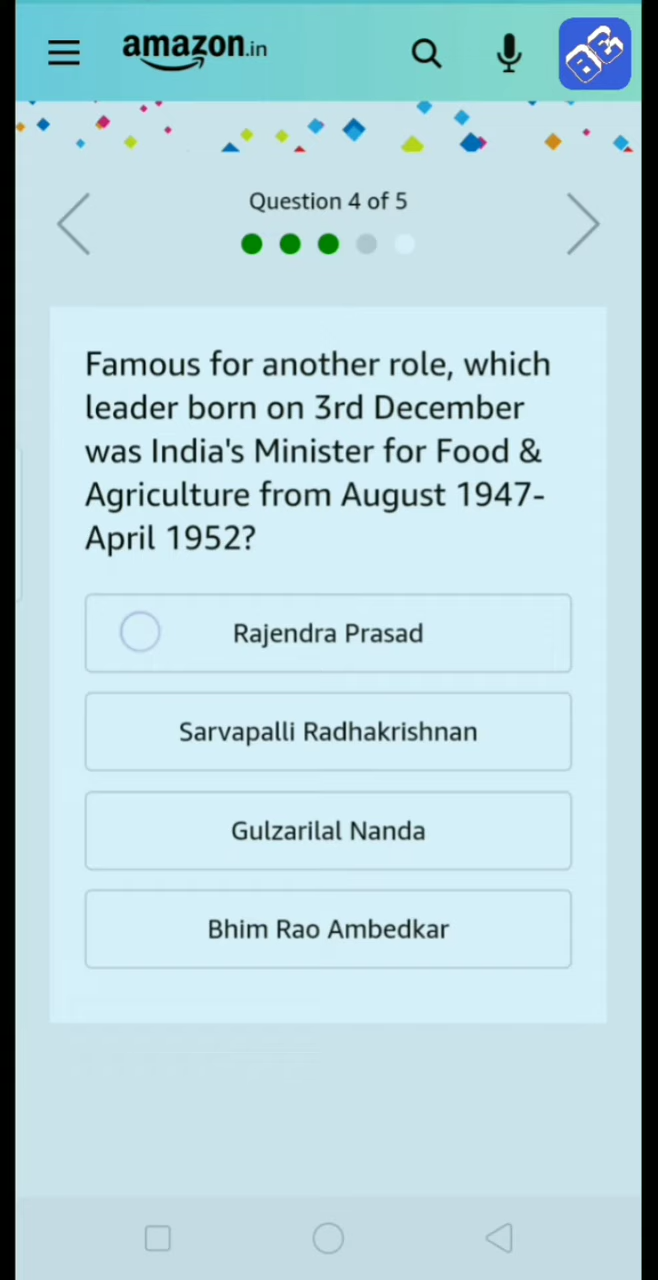 amazon.in
Question 4 of 5
Famous for another role, which
leader born on 3rd December
was India's Minister for Food &
Agriculture from August 1947-
April 1952?
Rajendra Prasad
Sarvapalli Radhakrishnan
Gulzarilal Nanda
Bhim Rao Ambedkar